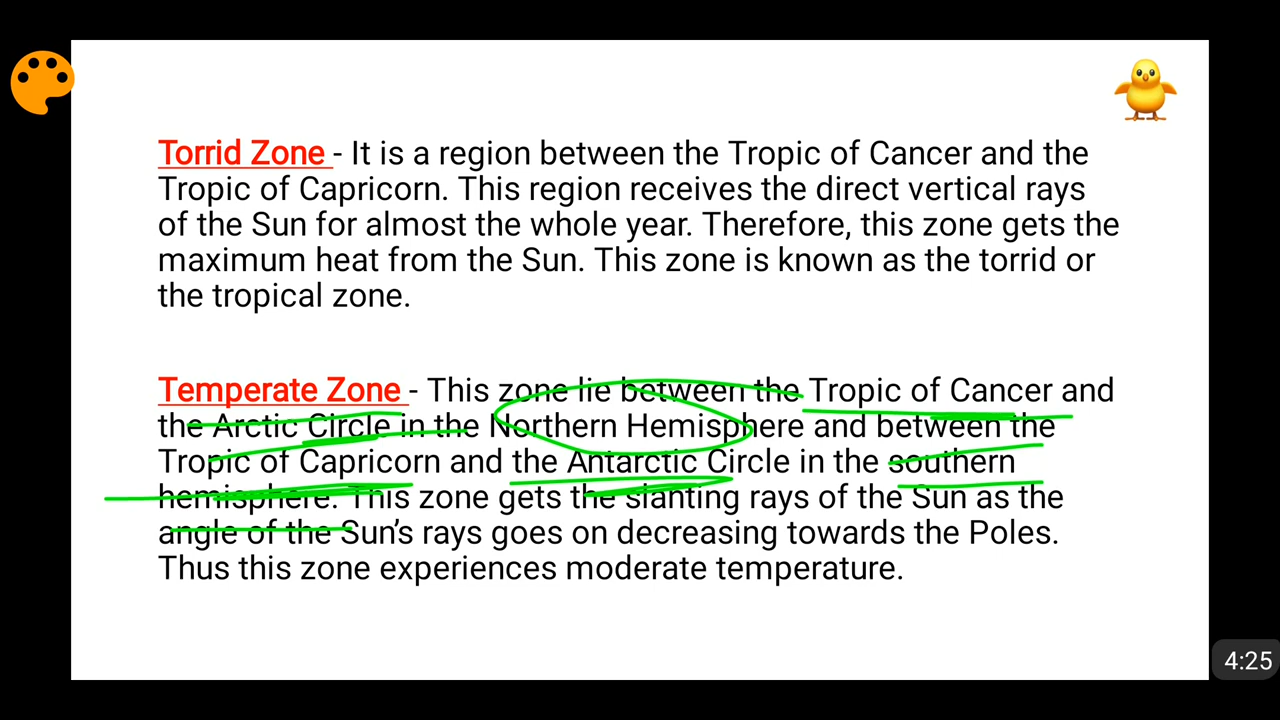 Torrid Zone - It is a region between the Tropic of Cancer and the
Tropic of Capricorn. This region receives the direct vertical rays
of the Sun for almost the whole year. Therefore, this zone gets the
maximum heat from the Sun. This zone is known as the torrid or
the tropical zone.
Temperate Zone - This zone lie between the Tropic of Cancer and
the Arctic Circle in the Northern Hemisphere and between the
Tropic of Capricorn and the Antarctic Circle in the southern
hemisphere. This zone gets the slanting rays of the Sun as the
angle of the Sun’s rays goes on decreasing towards the Poles.
Thus this zone experiences moderate temperature.
4:25